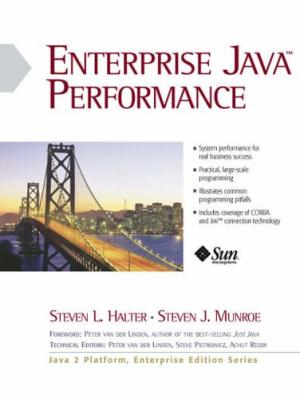 ENTERPRISE JAVA™
PERFORMANCE
System performance for
real business success
Practical, large-scale
programming
Illustrates common
programming pitfalls
Includes coverage of CORBA
and Jini™ connection technology
Sun
microsystems
STEVEN L. HALTER • STEVEN J. MUNROE
FOREWORD: PETER VAN DER LINDEN, AUTHOR OF THE BEST-SELLING JUST JAVA
TECHNICAL EDITORS: PETER VAN DER LINDEN, STEVE PIETROWICZ, ACHUT REDDY
Java 2 Platform, Enterprise Edition Series